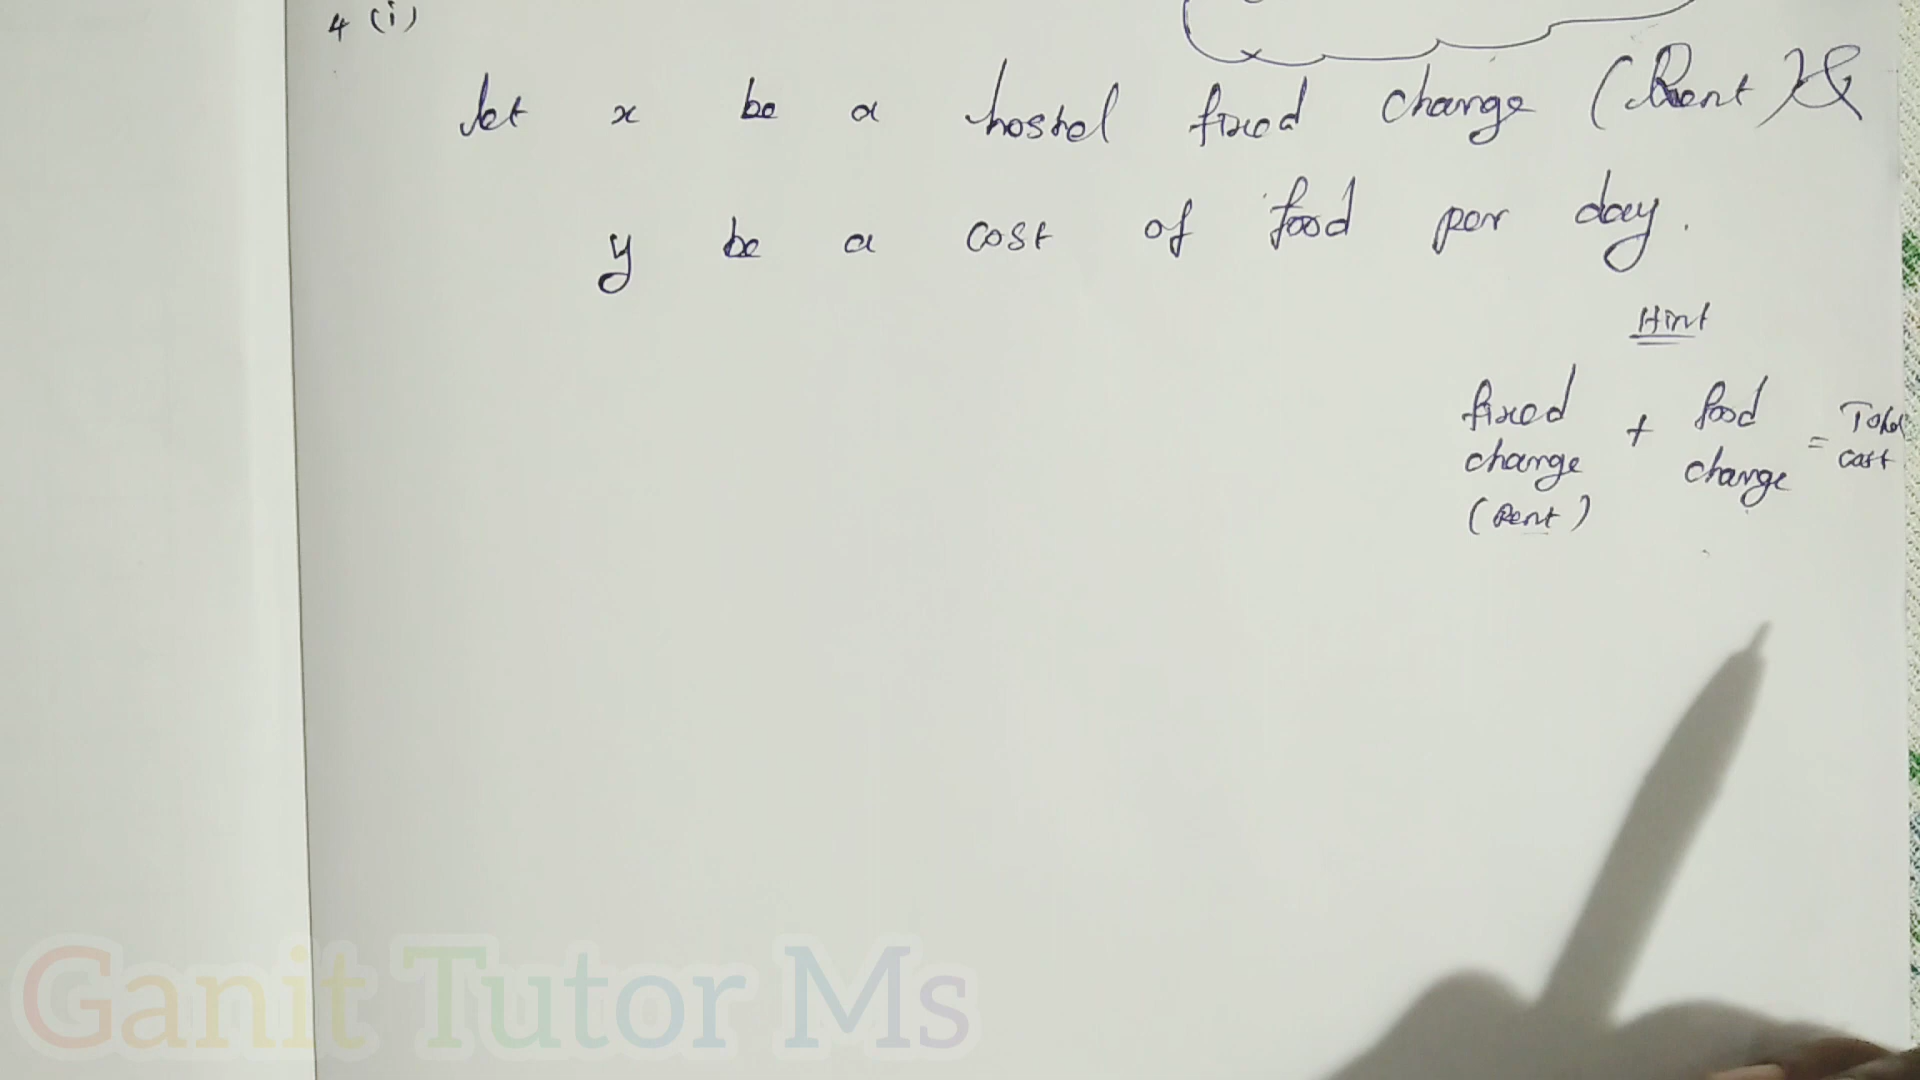 4 (i)
let x be a hostel fixed charge (Rent) &
y be a cost of food per day.
Hint
fixed charge (Rent) + food charge = Total cost
Ganit Tutor Ms